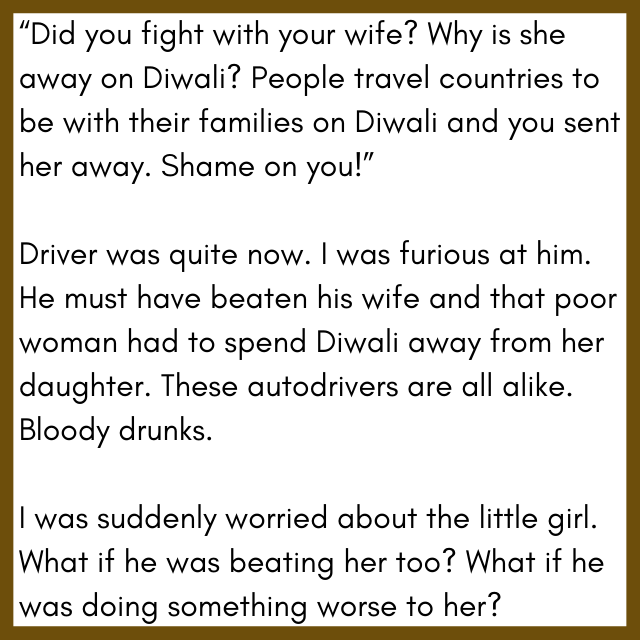 “Did you fight with your wife? Why is she
away on Diwali? People travel countries to
be with their families on Diwali and you sent
her away. Shame on you!”
Driver was quite now. I was furious at him.
He must have beaten his wife and that poor
woman had to spend Diwali away from her
daughter. These autodrivers are all alike.
Bloody drunks.
I was suddenly worried about the little girl.
What if he was beating her too? What if he
was doing something worse to her?